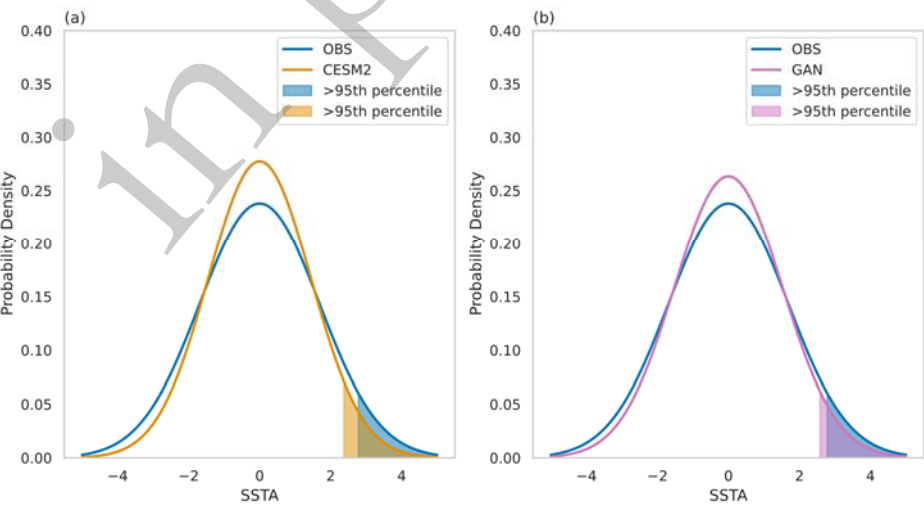 (a)
0.40
0.35
0.30
0.25
0.20
0.15
0.10
0.05
0.00
Probability Density
−4 −2 0 2 4
SSTA
OBS
CESM2
>95th percentile
>95th percentile
(b)
0.40
0.35
0.30
0.25
0.20
0.15
0.10
0.05
0.00
Probability Density
−4 −2 0 2 4
SSTA
OBS
GAN
>95th percentile
>95th percentile
in p